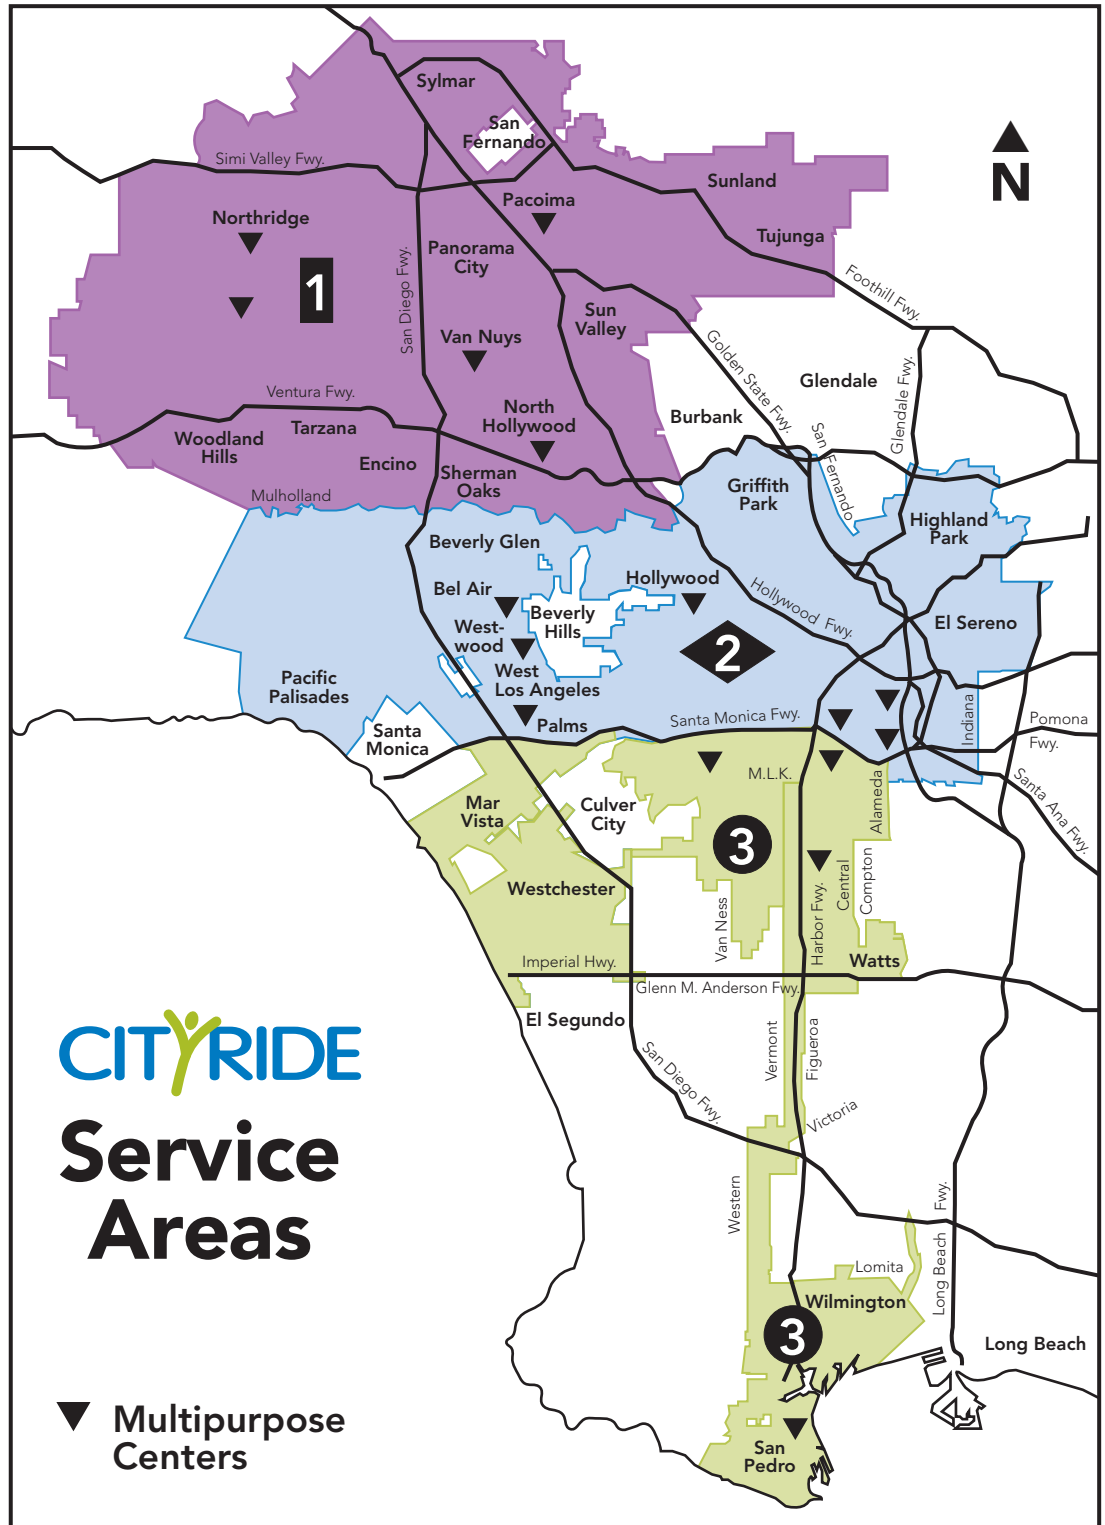 Sylmar
San
Fernando
Simi Valley Fwy.
Sunland
N
Pacoima
Northridge
Tujunga
Panorama
City
1
San Diego Fwy.
Foothill Fwy.
Sun
Valley
Van Nuys
Golden State Fwy.
Glendale
Glendale Fwy.
Ventura Fwy.
North
Hollywood
Burbank
Tarzana
Woodland
Hills
San Fernando
Encino
Sherman
Oaks
Mulholland
Griffith
Park
Highland
Park
Beverly Glen
Bel Air
Hollywood
Hollywood Fwy.
Beverly
Hills
El Sereno
West-
wood
2
West
Los Angeles
Pacific
Palisades
Indiana
Palms
Santa Monica Fwy.
Pomona
Fwy.
Santa
Monica
M.L.K.
Santa Ana Fwy.
Mar
Vista
Culver
City
Alameda
3
Westchester
Central
Compton
Van Ness
Harbor Fwy.
Watts
Imperial Hwy.
Glenn M. Anderson Fwy.
El Segundo
CITYRIDE
Service
Areas
Vermont
Figueroa
San Diego Fwy.
Victoria
Western
Long Beach Fwy.
Lomita
Wilmington
3
Long Beach
Multipurpose
Centers
San
Pedro